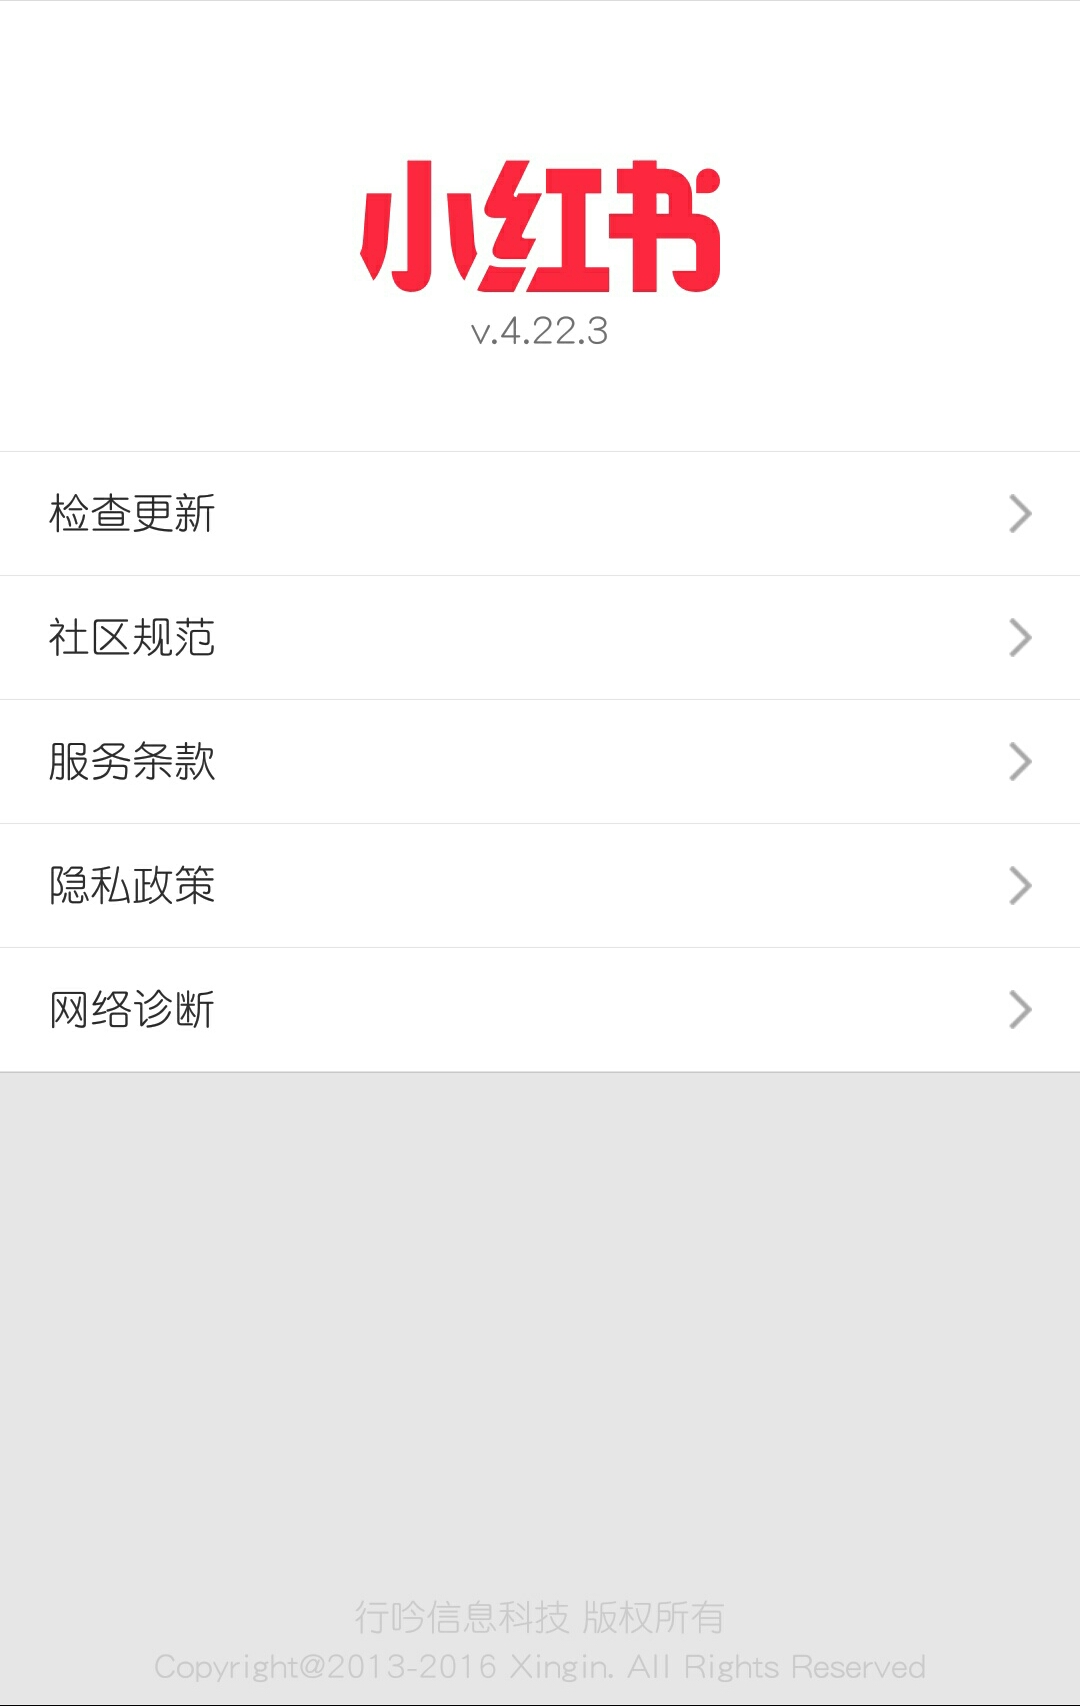 小红书
v.4.22.3
检查更新
社区规范
服务条款
隐私政策
网络诊断
行吟信息科技 版权所有
Copyright@2013-2016 Xingin. All Rights Reserved